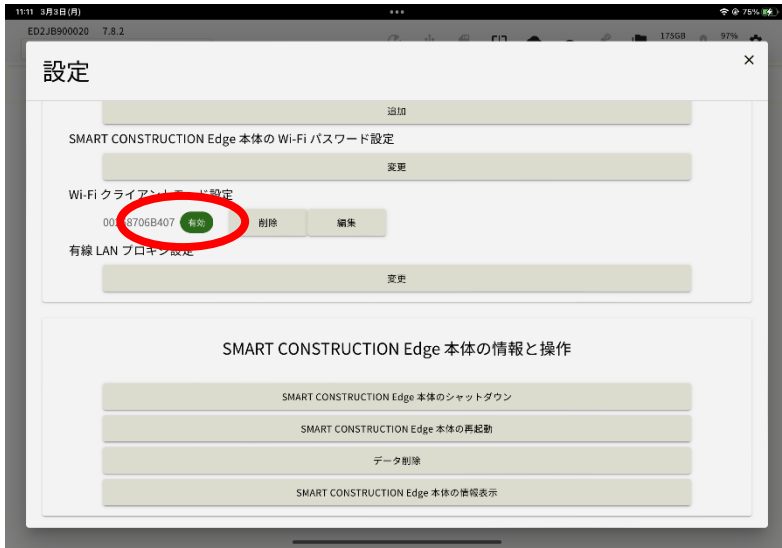 11:11 3月3日(月)
75%
ED2JB900020 7.8.2
175GB
97%
設定
追加
SMART CONSTRUCTION Edge 本体の Wi-Fi パスワード設定
変更
Wi-Fi クライアントモード設定
8706B407 有効 削除 編集
有線 LAN プロキシ設定
変更
SMART CONSTRUCTION Edge 本体の情報と操作
SMART CONSTRUCTION Edge 本体のシャットダウン
SMART CONSTRUCTION Edge 本体の再起動
データ削除
SMART CONSTRUCTION Edge 本体の情報表示